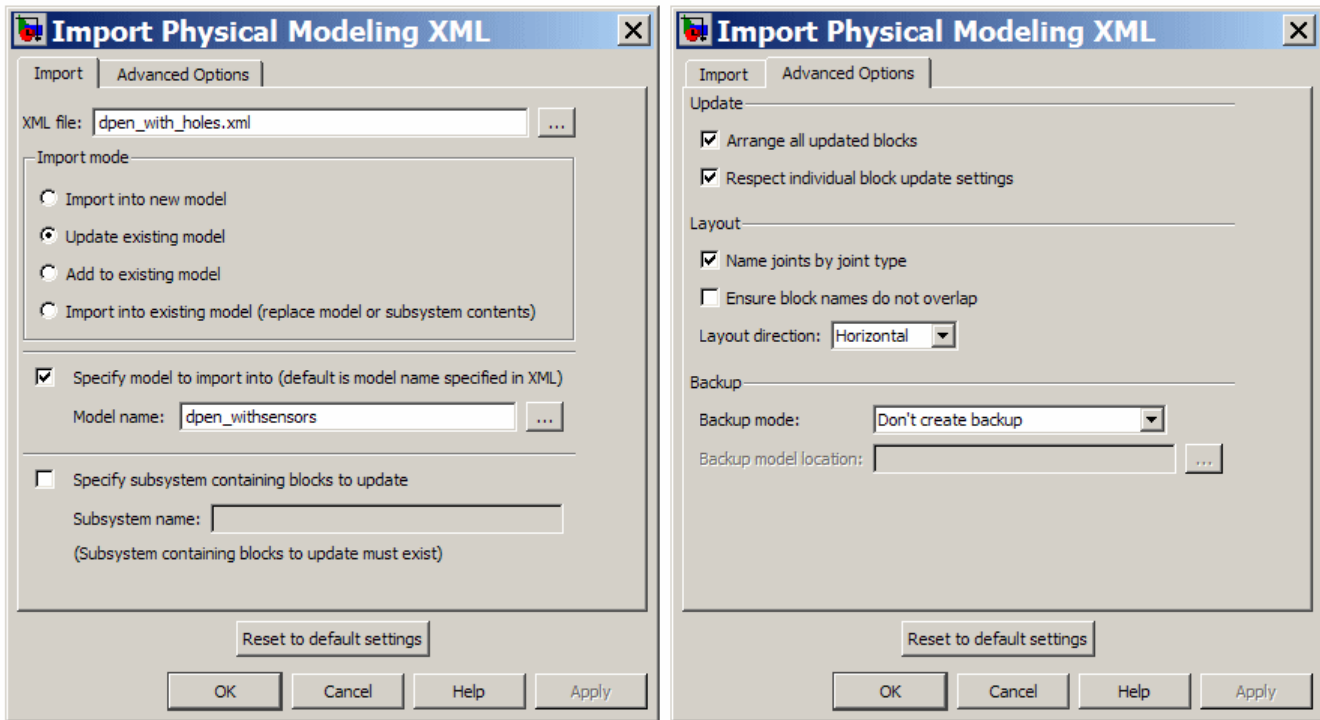 Import Physical Modeling XML
Import
Advanced Options
XML file: dpen_with_holes.xml ...
Import mode
Import into new model
Update existing model
Add to existing model
Import into existing model (replace model or subsystem contents)
Specify model to import into (default is model name specified in XML)
Model name: dpen_withsensors ...
Specify subsystem containing blocks to update
Subsystem name:
(Subsystem containing blocks to update must exist)
Reset to default settings
OK Cancel Help Apply
Import Physical Modeling XML
Import
Advanced Options
Update
Arrange all updated blocks
Respect individual block update settings
Layout
Name joints by joint type
Ensure block names do not overlap
Layout direction: Horizontal
Backup
Backup mode: Don't create backup
Backup model location: ...
Reset to default settings
OK Cancel Help Apply